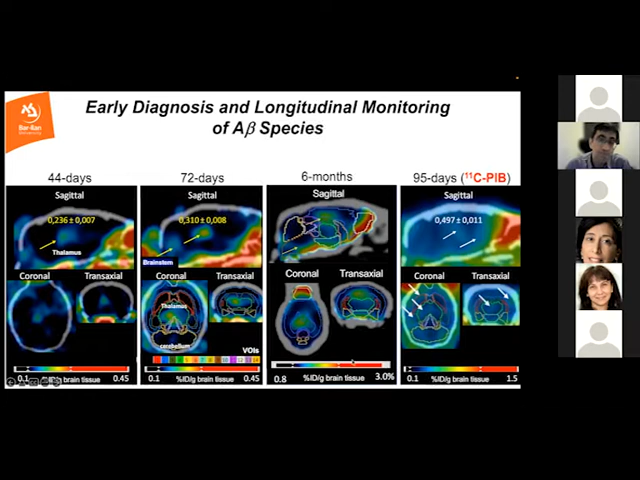 Early Diagnosis and Longitudinal Monitoring
of Aβ Species
Bar-Ilan
44-days
72-days
6-months
95-days (¹¹C-PIB)
Sagittal
Sagittal
Sagittal
Sagittal
0,236 ± 0,007
0,310 ± 0,008
0,497 ± 0,011
Thalamus
Brainstem
Coronal
Transaxial
Coronal
Transaxial
Coronal
Transaxial
Coronal
Transaxial
Thalamus
cerebellum
VOIs
0.1
%ID/g brain tissue
0.45
0.1
%ID/g brain tissue
0.45
0.8
%ID/g brain tissue
3.0%
0.1
%ID/g brain tissue
1.5